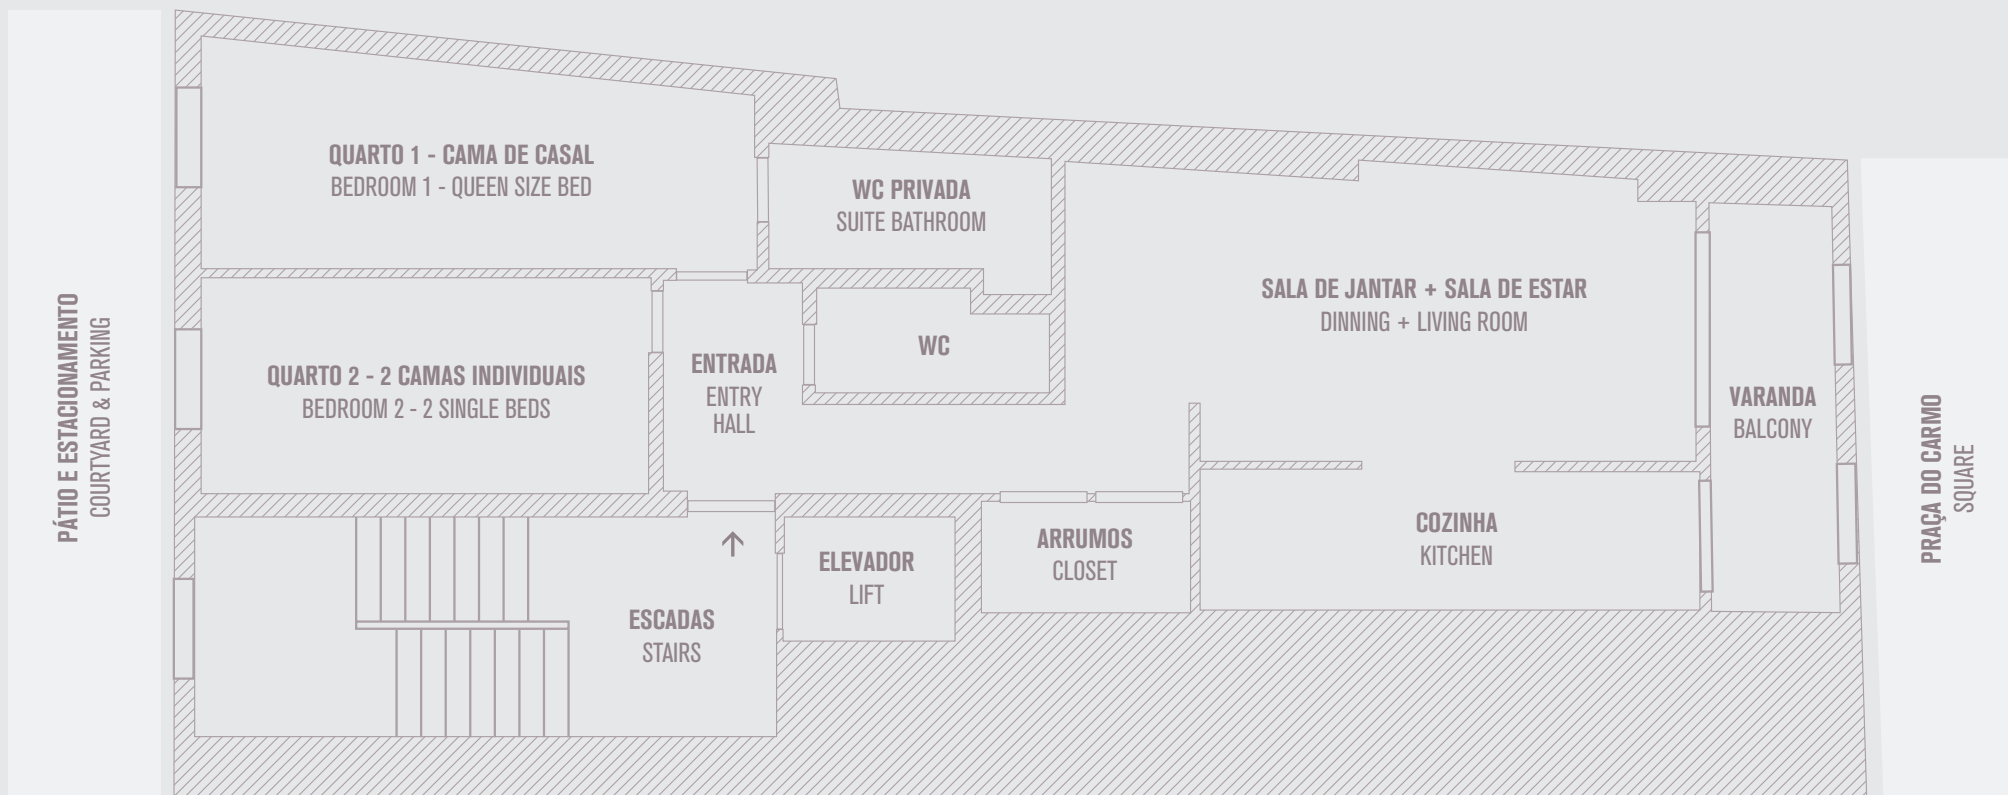 PÁTIO E ESTACIONAMENTO
COURTYARD & PARKING
QUARTO 1 - CAMA DE CASAL
BEDROOM 1 - QUEEN SIZE BED
WC PRIVADA
SUITE BATHROOM
QUARTO 2 - 2 CAMAS INDIVIDUAIS
BEDROOM 2 - 2 SINGLE BEDS
ENTRADA
ENTRY
HALL
WC
SALA DE JANTAR + SALA DE ESTAR
DINNING + LIVING ROOM
VARANDA
BALCONY
ESCADAS
STAIRS
ELEVADOR
LIFT
ARRUMOS
CLOSET
COZINHA
KITCHEN
PRAÇA DO CARMO
SQUARE